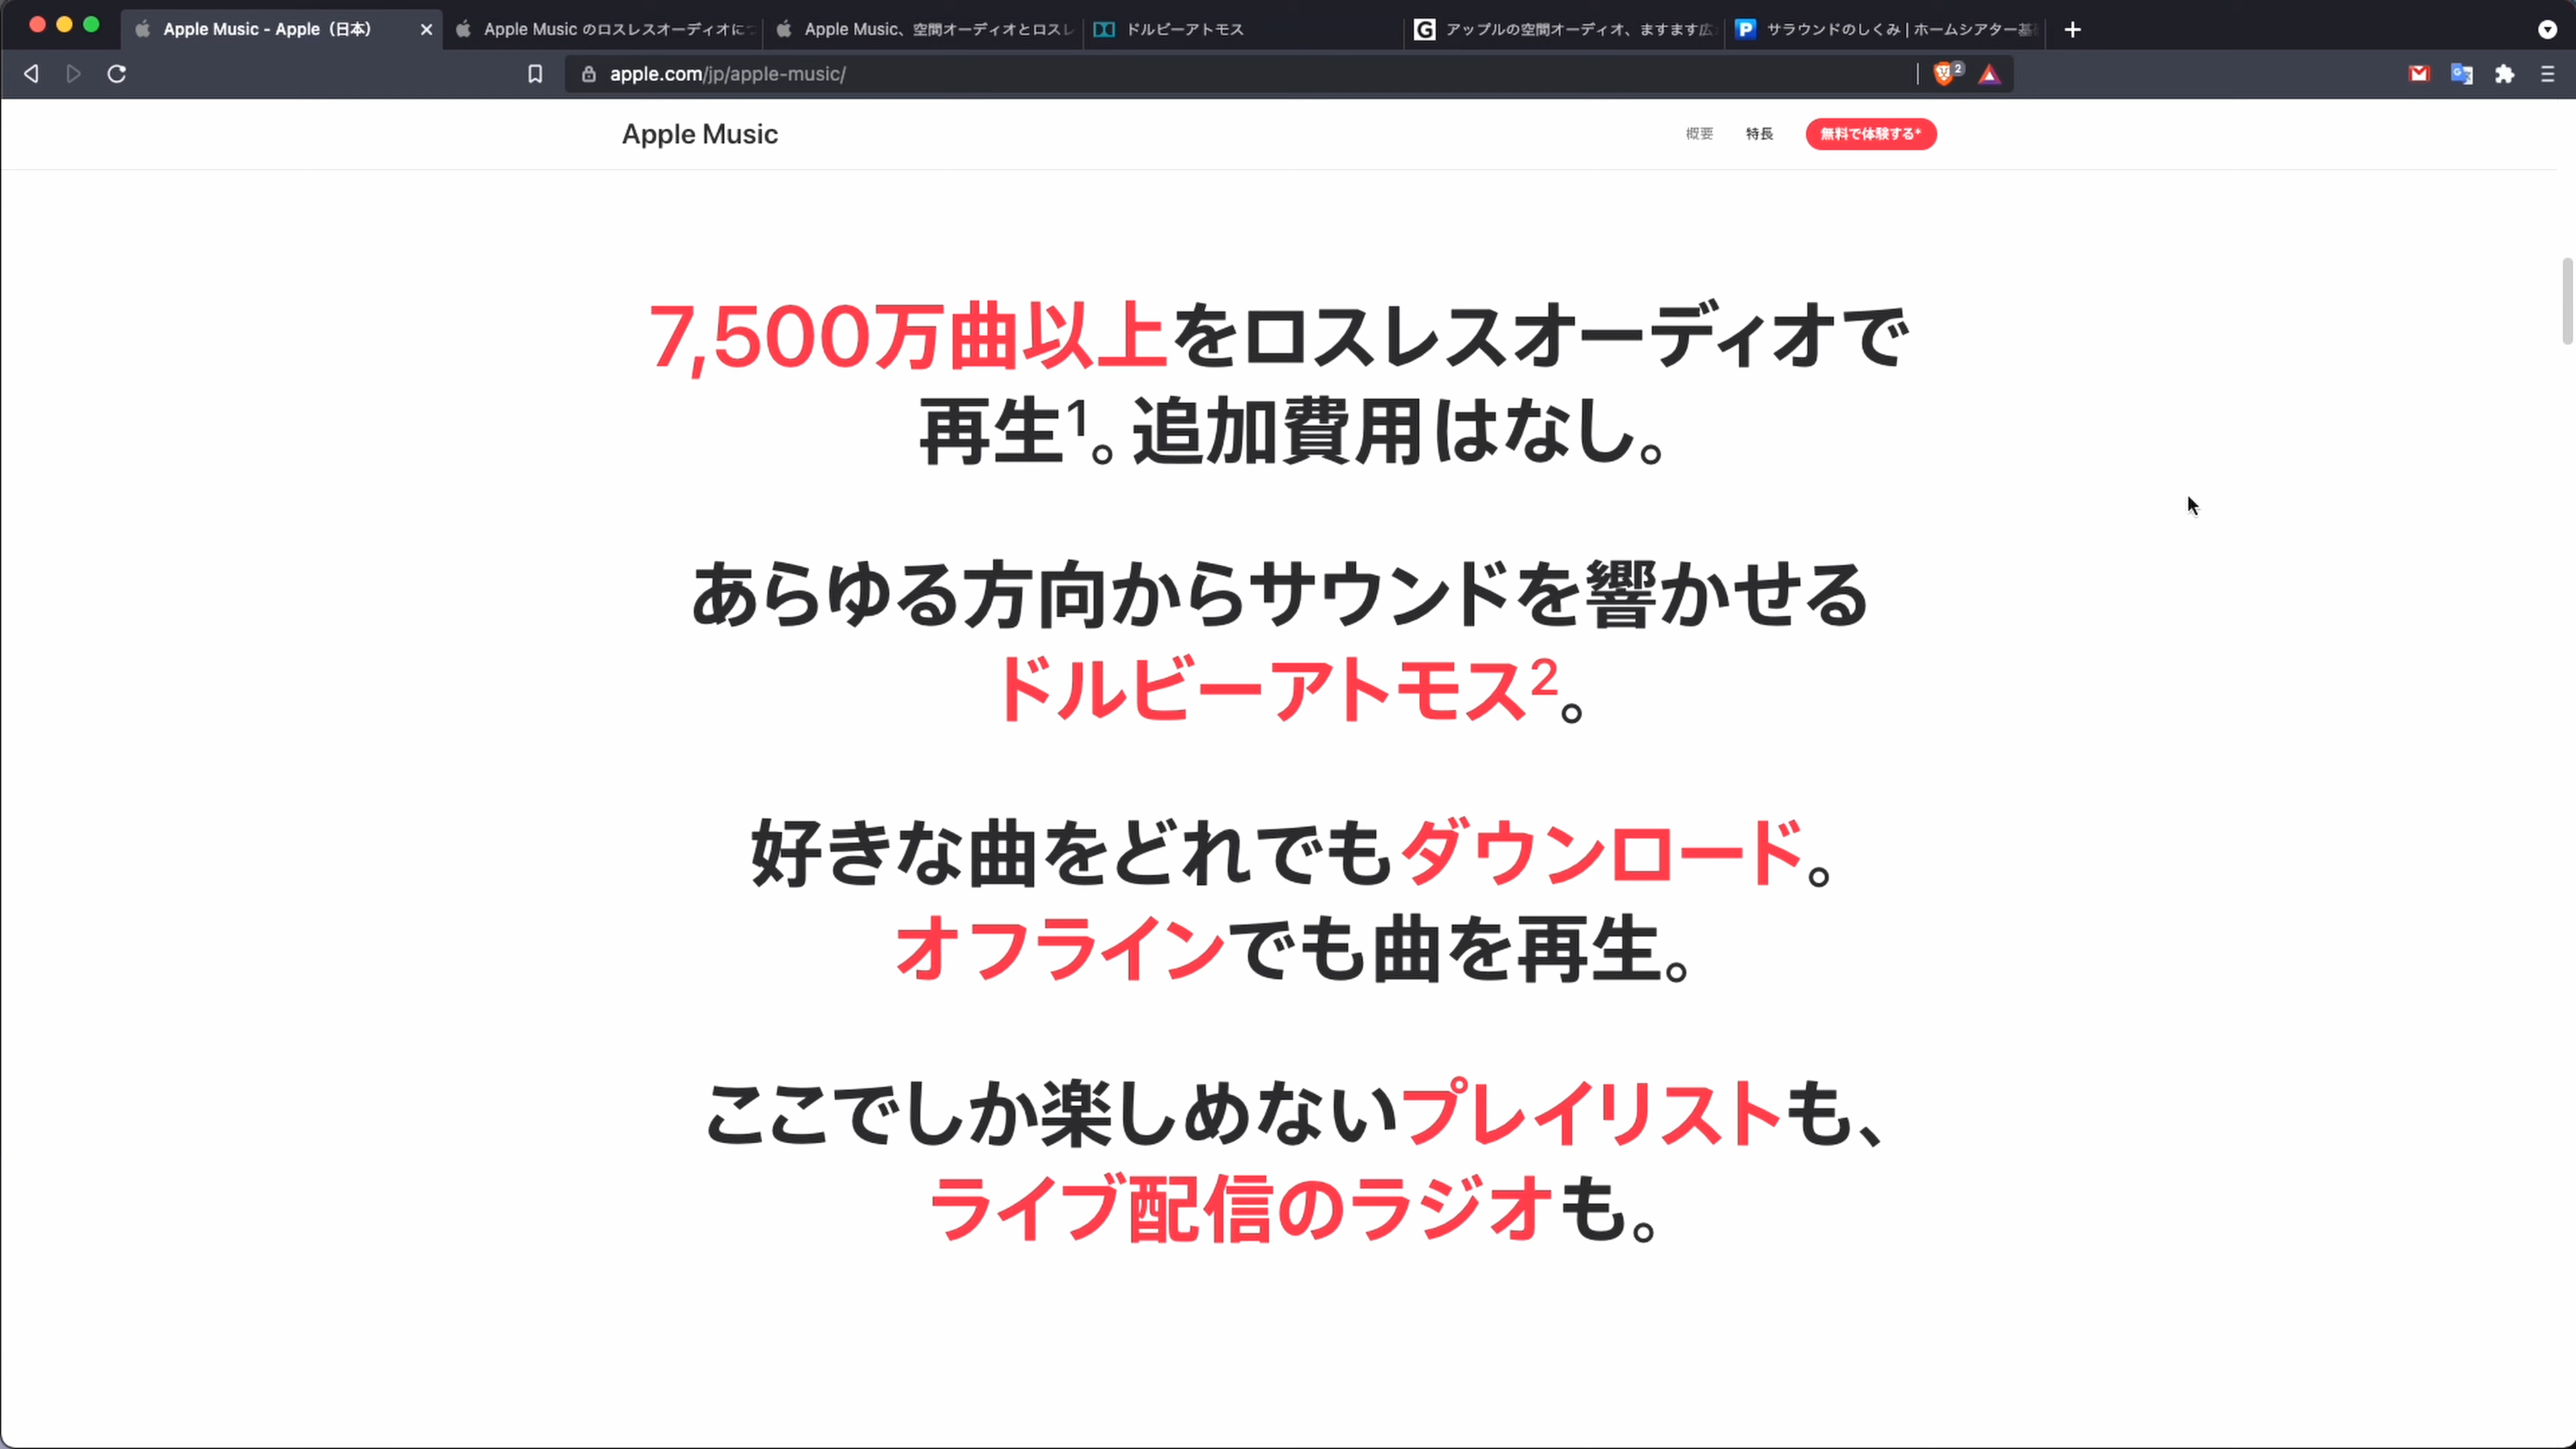 Apple Music - Apple（日本）
Apple Music のロスレスオーディオに
Apple Music、空間オーディオとロスレ
ドルビーアトモス
アップルの空間オーディオ、ますます広
サラウンドのしくみ | ホームシアター基
apple.com/jp/apple-music/
2
Apple Music
概要
特長
無料で体験する*
7,500万曲以上をロスレスオーディオで
再生1。追加費用はなし。
あらゆる方向からサウンドを響かせる
ドルビーアトモス2。
好きな曲をどれでもダウンロード。
オフラインでも曲を再生。
ここでしか楽しめないプレイリストも、
ライブ配信のラジオも。